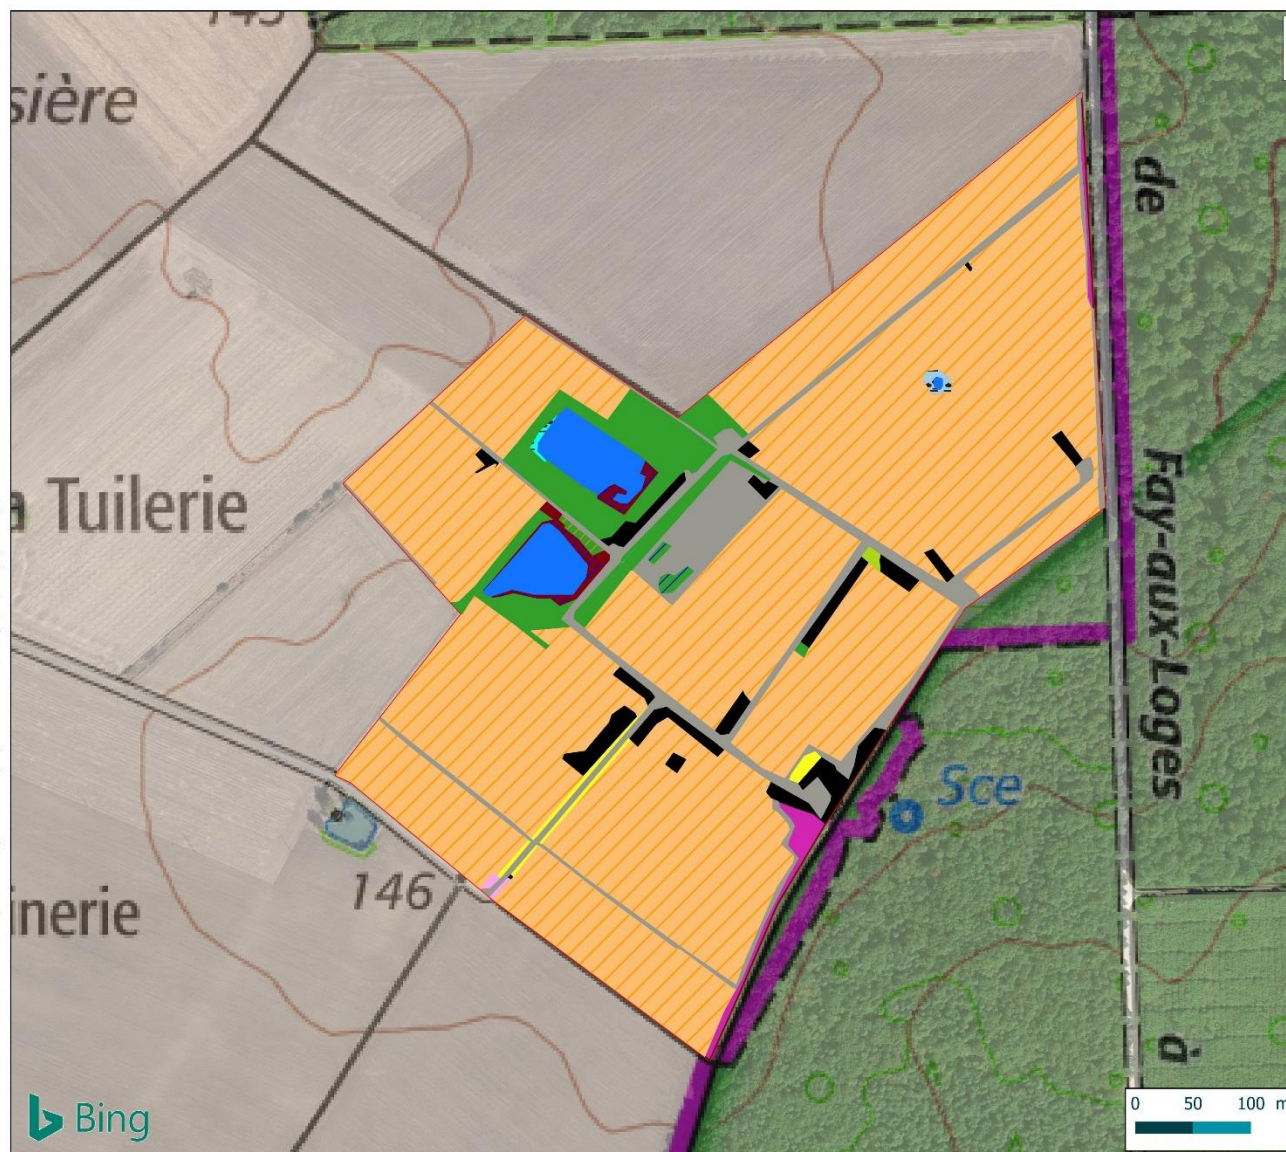 sière
de
Tuilerie
Fay-aux-Loges
Sce
146
inerie
à
0 50 100 m
Bing